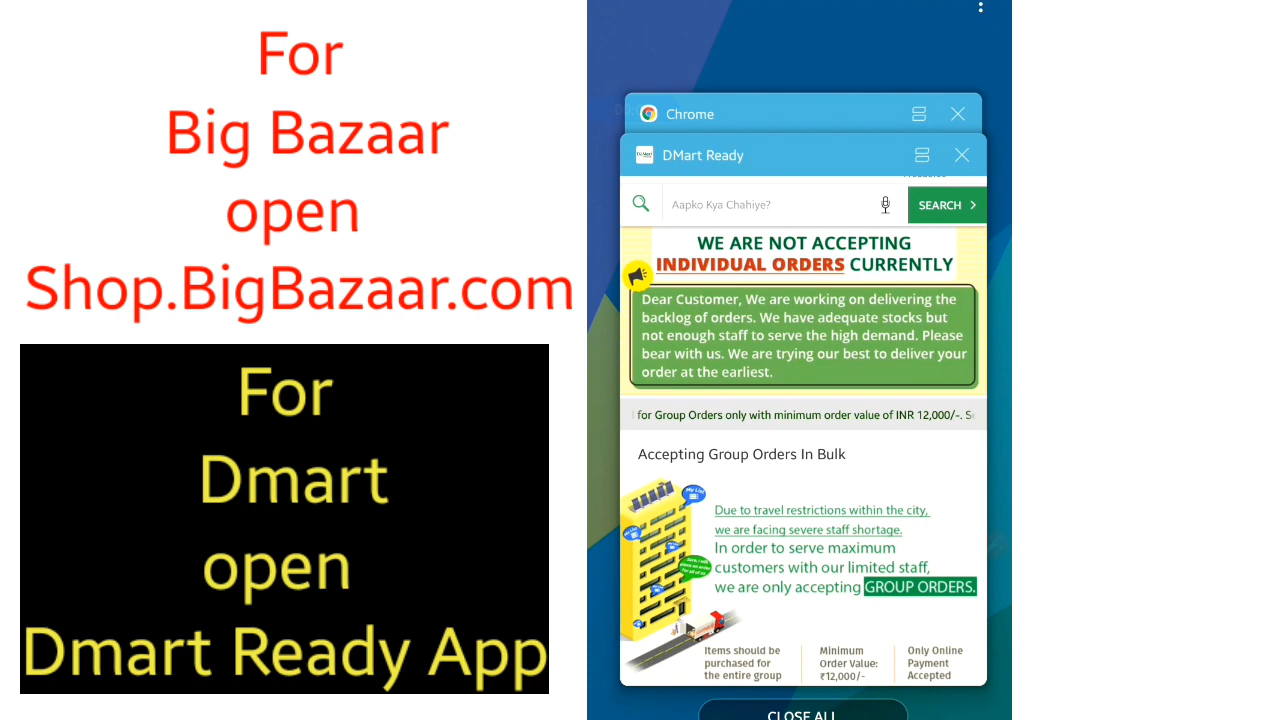 For
Big Bazaar
open
Shop.BigBazaar.com
For
Dmart
open
Dmart Ready App
Chrome
DMart Ready
Aapko Kya Chahiye?
SEARCH
WE ARE NOT ACCEPTING
INDIVIDUAL ORDERS CURRENTLY
Dear Customer, We are working on delivering the
backlog of orders. We have adequate stocks but
not enough staff to serve the high demand. Please
bear with us. We are trying our best to deliver your
order at the earliest.
for Group Orders only with minimum order value of INR 12,000/-.
Accepting Group Orders In Bulk
My List
Due to travel restrictions within the city,
we are facing severe staff shortage.
In order to serve maximum
customers with our limited staff,
we are only accepting GROUP ORDERS.
Items should be
purchased for
the entire group
Minimum
Order Value:
₹12,000/-
Only Online
Payment
Accepted
CLOSE ALL